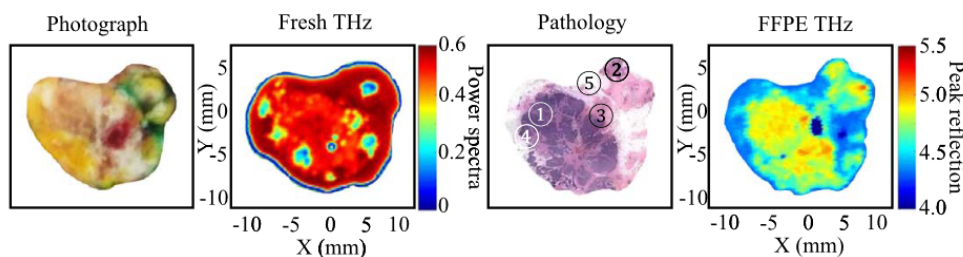 Photograph
Fresh THz
Pathology
FFPE THz
5
0
-5
-10
Y (mm)
-10 -5 0 5 10
X (mm)
0.6
0.4
0.2
0
Power spectra
1
2
3
4
5
5
0
-5
-10
Y (mm)
-10 -5 0 5 10
X (mm)
5.5
5.0
4.5
4.0
Peak reflection